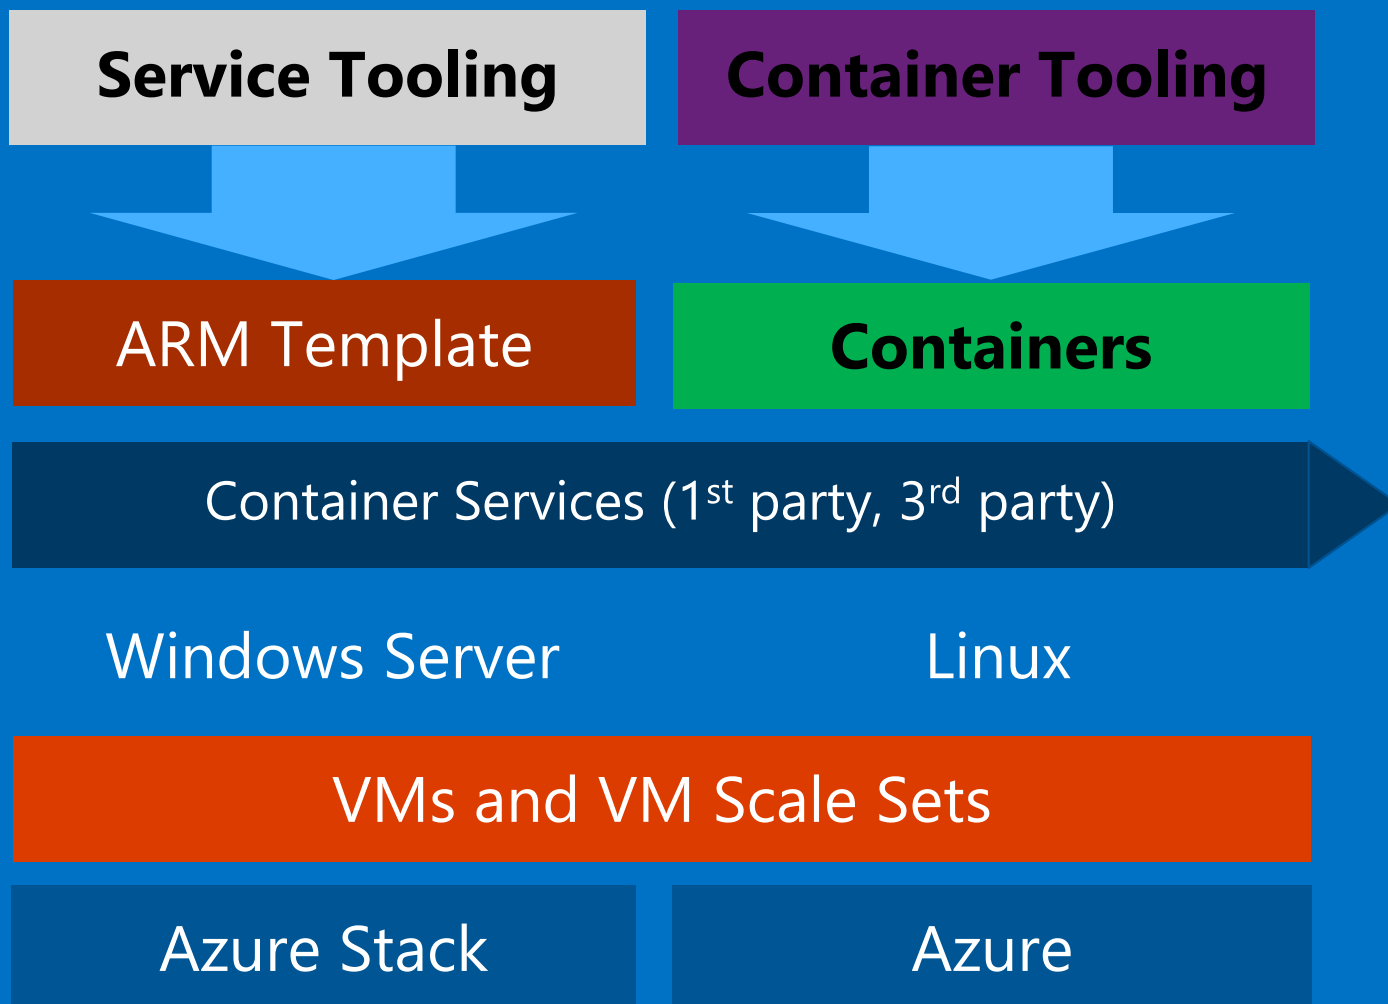 Service Tooling
Container Tooling
ARM Template
Containers
Container Services (1st party, 3rd party)
Windows Server
Linux
VMs and VM Scale Sets
Azure Stack
Azure